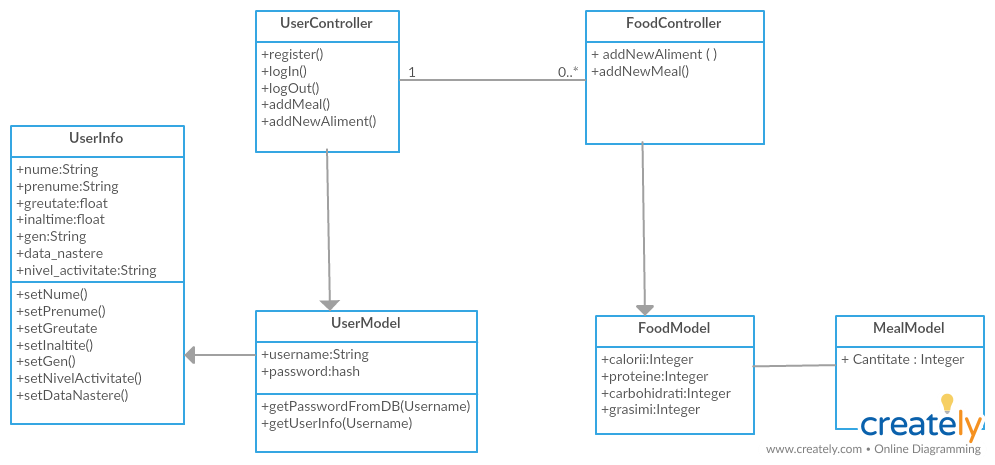 UserController
+register()
+logIn()
+logOut()
+addMeal()
+addNewAliment()
1
0..*
FoodController
+ addNewAliment ( )
+addNewMeal()
UserInfo
+nume:String
+prenume:String
+greutate:float
+inaltime:float
+gen:String
+data_nastere
+nivel_activitate:String
+setNume()
+setPrenume()
+setGreutate
+setInaltite()
+setGen()
+setNivelActivitate()
+setDataNastere()
UserModel
+username:String
+password:hash
+getPasswordFromDB(Username)
+getUserInfo(Username)
FoodModel
+calorii:Integer
+proteine:Integer
+carbohidrati:Integer
+grasimi:Integer
MealModel
+ Cantitate : Integer
creately
www.creately.com • Online Diagramming